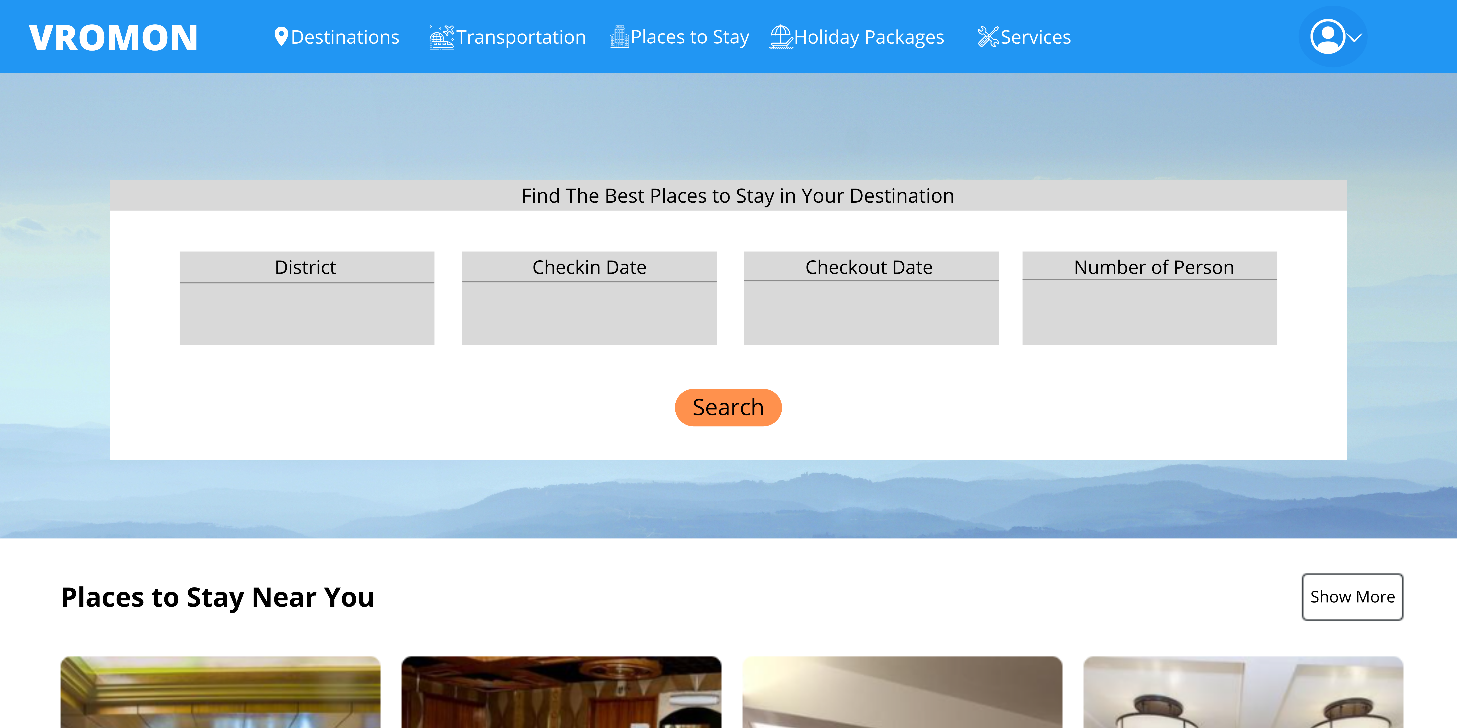 VROMON
Destinations
Transportation
Places to Stay
Holiday Packages
Services
Find The Best Places to Stay in Your Destination
District
Checkin Date
Checkout Date
Number of Person
Search
Places to Stay Near You
Show More